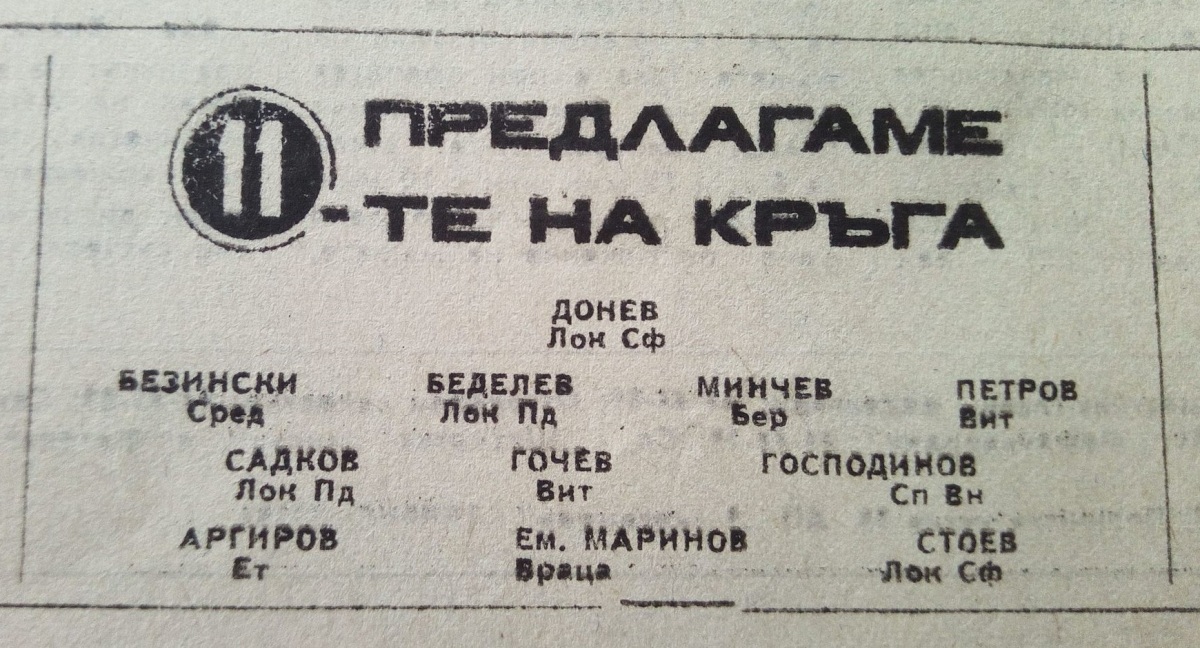 ПРЕДЛАГАМЕ
11-ТЕ НА КРЪГА
ДОНЕВ
Лок Сф
БЕЗИНСКИ БЕДЕЛЕВ МИНЧЕВ ПЕТРОВ
Сред Лок Пд Бер Вит
САДКОВ ГОЧЕВ ГОСПОДИНОВ
Лок Пд Вит Сп Вн
АРГИРОВ Ем. МАРИНОВ СТОЕВ
Ет Враца Лок Сф